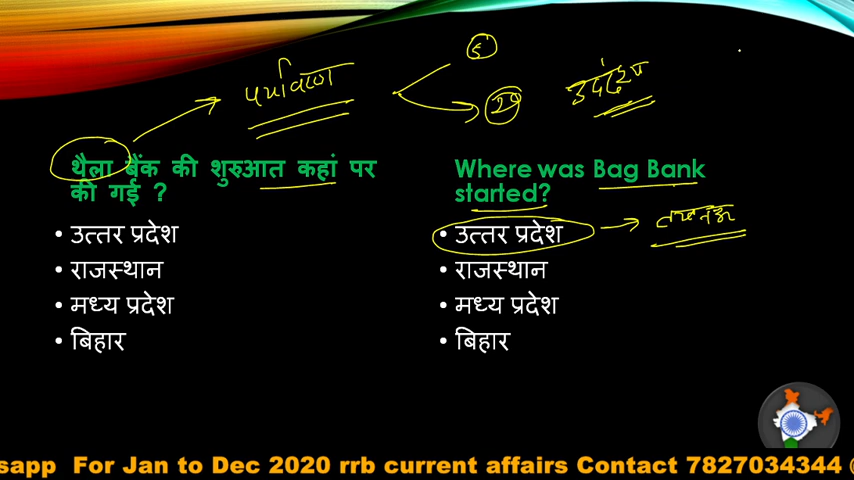 पर्यावरण
5
29
उद्देश्य
थैला बैंक की शुरुआत कहां पर
की गई ?
• उत्तर प्रदेश
• राजस्थान
• मध्य प्रदेश
• बिहार
Where was Bag Bank
started?
• उत्तर प्रदेश
लखनऊ
• राजस्थान
• मध्य प्रदेश
• बिहार
sapp For Jan to Dec 2020 rrb current affairs Contact 7827034344 @